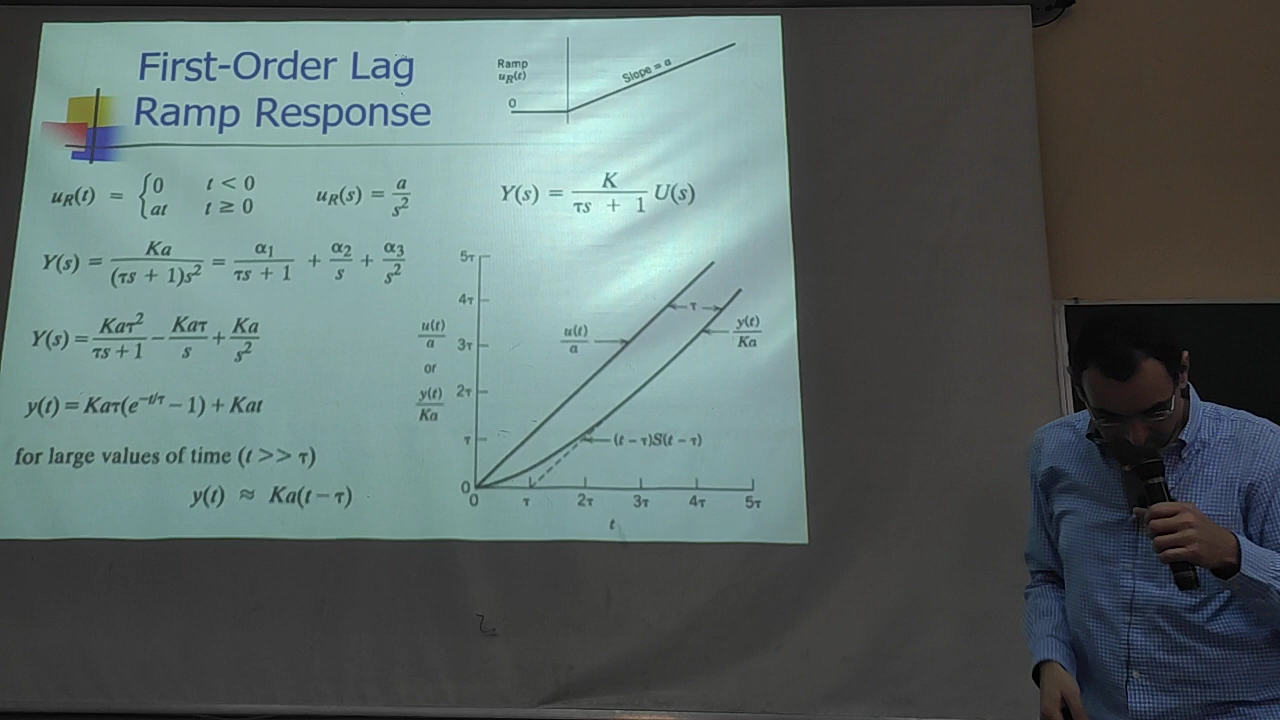 First-Order Lag
Ramp Response
Ramp
u_R(t)
0
Slope = a
u_R(t) = {0 t < 0
at t ≥ 0
u_R(s) = a/s²
Y(s) = K/(τs + 1) U(s)
Y(s) = Ka/((τs + 1)s²) = α₁/(τs + 1) + α₂/s + α₃/s²
Y(s) = Kaτ²/(τs + 1) − Kaτ/s + Ka/s²
y(t) = Kaτ(e^(−t/τ) − 1) + Kat
for large values of time (t >> τ)
y(t) ≈ Ka(t − τ)
5τ
4τ
3τ
2τ
τ
0
u(t)/a
or
y(t)/Ka
u(t)/a
τ
y(t)/Ka
(t − τ)S(t − τ)
0 τ 2τ 3τ 4τ 5τ
t